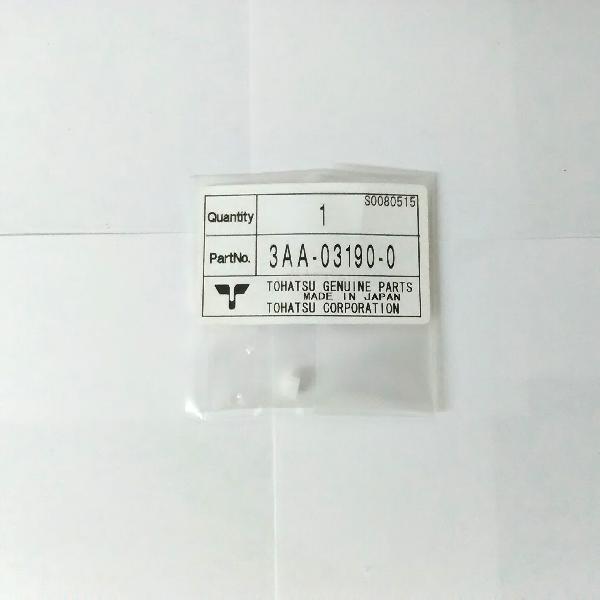 S0080515
Quantity 1
PartNo. 3AA-03190-0
TOHATSU GENUINE PARTS
MADE IN JAPAN
TOHATSU CORPORATION